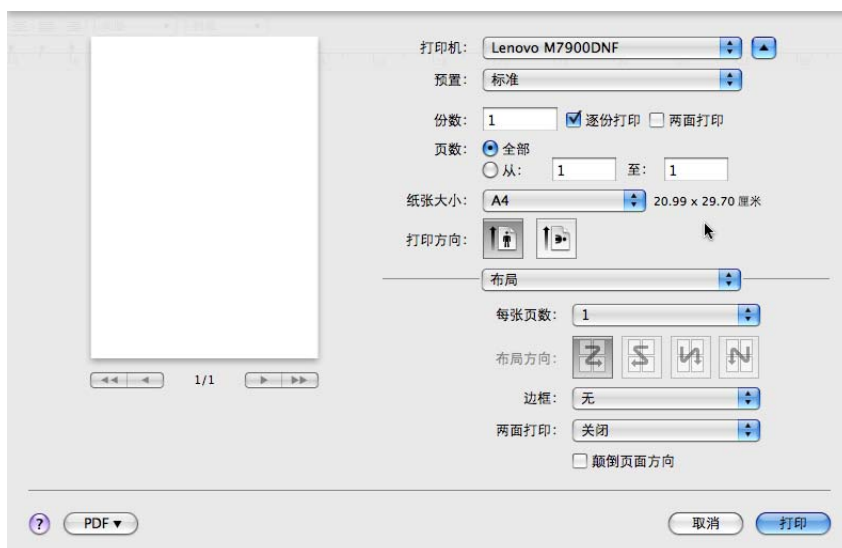 打印机: Lenovo M7900DNF
预置: 标准
份数: 1 逐份打印 两面打印
页数: 全部
从: 1 至: 1
纸张大小: A4 20.99 x 29.70 厘米
打印方向:
布局
每张页数: 1
布局方向:
边框: 无
两面打印: 关闭
颠倒页面方向
1/1
? PDF▼ 取消 打印